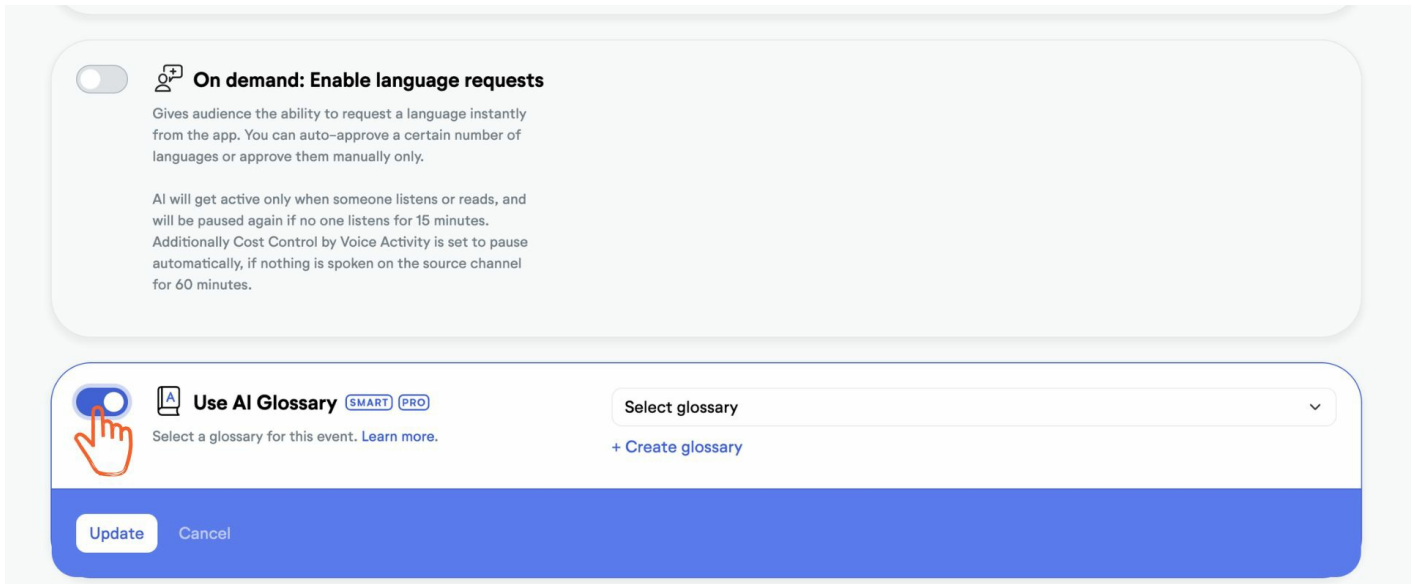 On demand: Enable language requests
Gives audience the ability to request a language instantly
from the app. You can auto-approve a certain number of
languages or approve them manually only.
AI will get active only when someone listens or reads, and
will be paused again if no one listens for 15 minutes.
Additionally Cost Control by Voice Activity is set to pause
automatically, if nothing is spoken on the source channel
for 60 minutes.
A
Use AI Glossary SMART PRO
Select a glossary for this event. Learn more.
Select glossary
+ Create glossary
Update Cancel